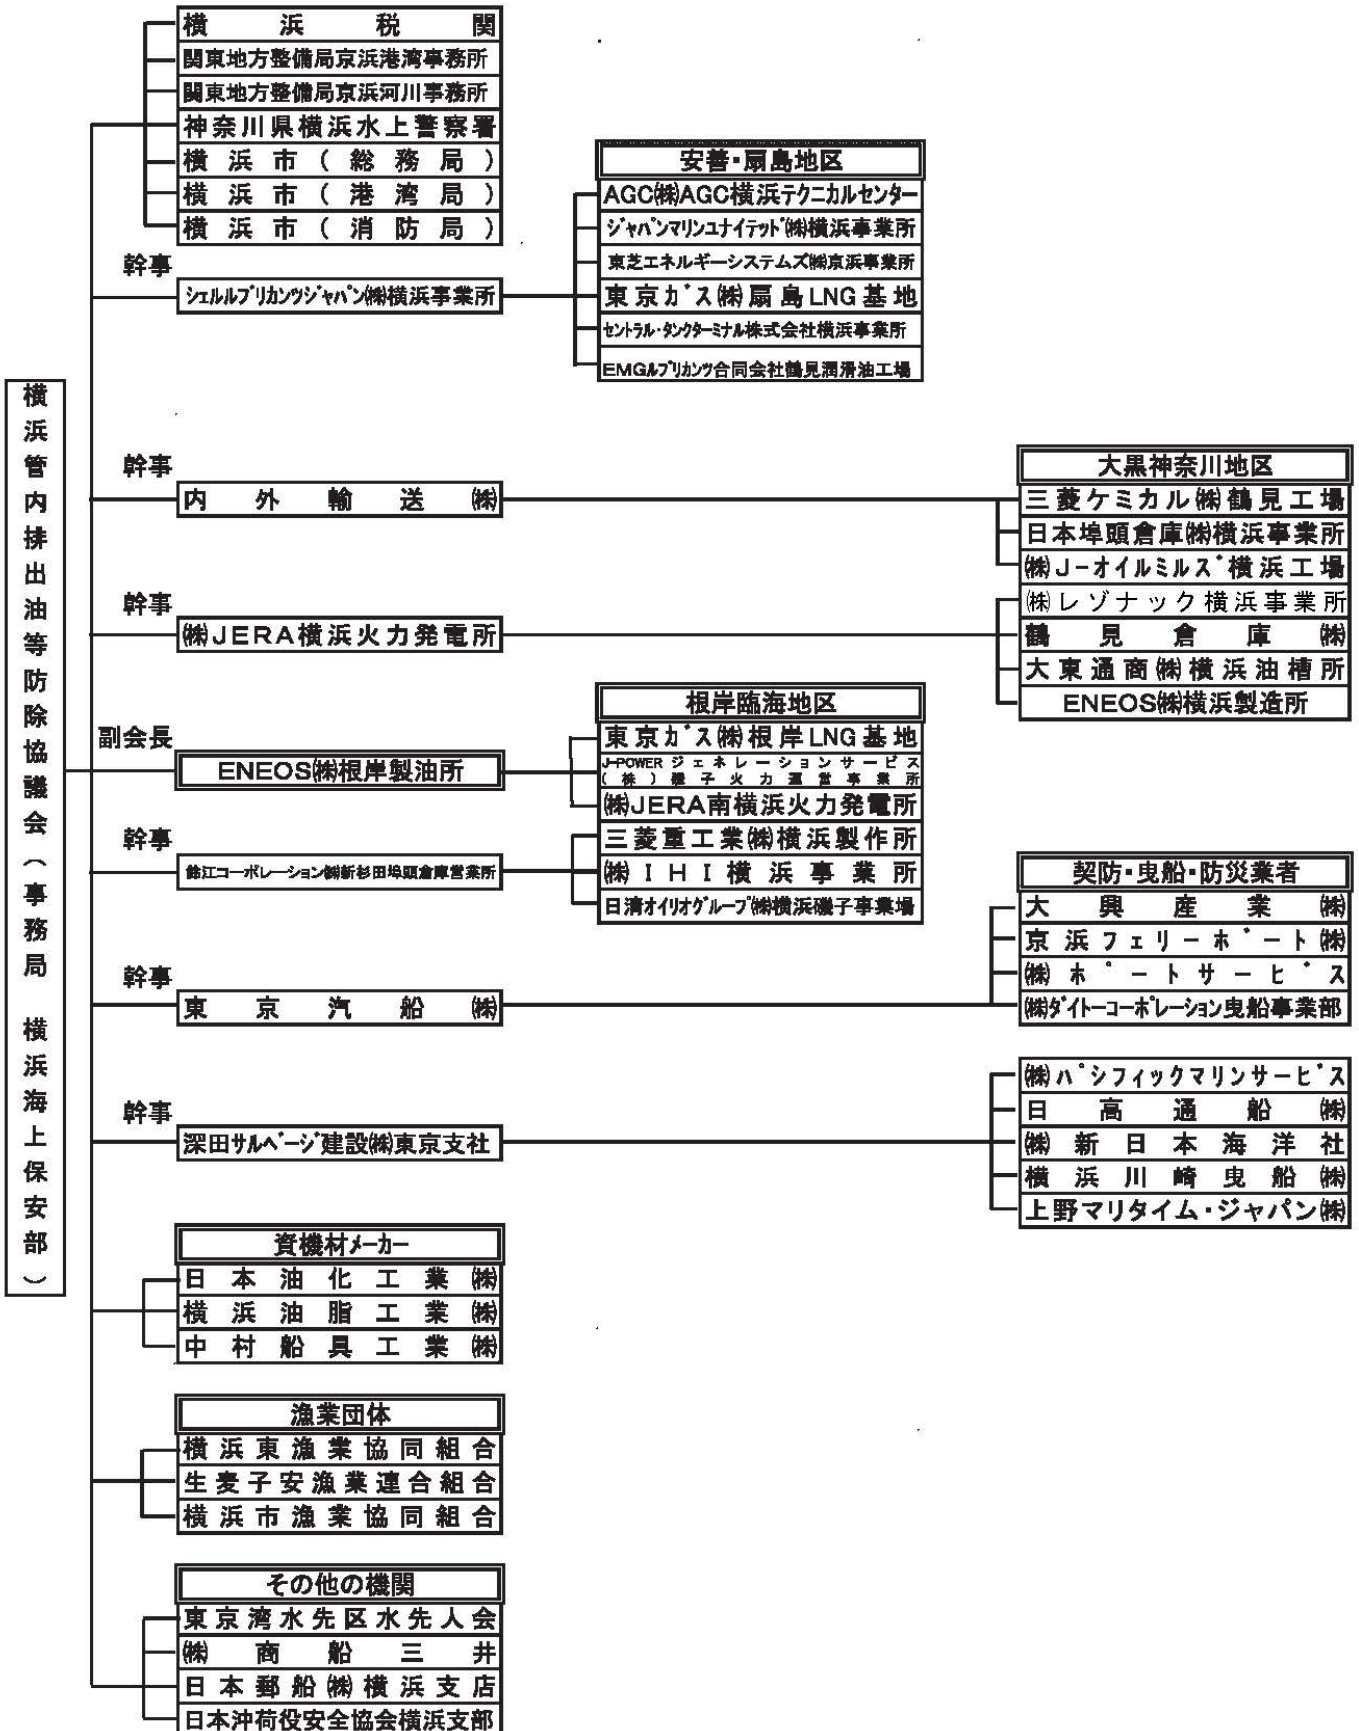 横浜管内排出油等防除協議会（事務局　横浜海上保安部）
横浜税関
関東地方整備局京浜港湾事務所
関東地方整備局京浜河川事務所
神奈川県横浜水上警察署
横浜市(総務局)
横浜市(港湾局)
横浜市(消防局)
幹事
シェルルブリカンツジャパン㈱横浜事業所
安善・扇島地区
AGC㈱AGC横浜テクニカルセンター
ジャパンマリンユナイテッド㈱横浜事業所
東芝エネルギーシステムズ㈱京浜事業所
東京ガス㈱扇島LNG基地
セントラル・タンクターミナル株式会社横浜事業所
EMGルブリカンツ合同会社鶴見潤滑油工場
幹事
内外輸送㈱
大黒神奈川地区
三菱ケミカル㈱鶴見工場
日本埠頭倉庫㈱横浜事業所
㈱J-オイルミルズ横浜工場
幹事
㈱JERA横浜火力発電所
㈱レゾナック横浜事業所
鶴見倉庫㈱
大東通商㈱横浜油槽所
ENEOS㈱横浜製造所
副会長
ENEOS㈱根岸製油所
根岸臨海地区
東京ガス㈱根岸LNG基地
J-POWERジェネレーションサービス
(株)磯子火力運営事業所
㈱JERA南横浜火力発電所
幹事
鈴江コーポレーション㈱新杉田埠頭倉庫営業所
三菱重工業㈱横浜製作所
㈱IHI横浜事業所
日清オイリオグループ㈱横浜磯子事業場
幹事
東京汽船㈱
契防・曳船・防災業者
大興産業㈱
京浜フェリーボート㈱
㈱ポートサービス
㈱ダイトーコーポレーション曳船事業部
幹事
深田サルベージ建設㈱東京支社
㈱パシフィックマリンサービス
日高通船㈱
㈱新日本海洋社
横浜川崎曳船㈱
上野マリタイム・ジャパン㈱
資機材メーカー
日本油化工業㈱
横浜油脂工業㈱
中村船具工業㈱
漁業団体
横浜東漁業協同組合
生麦子安漁業連合組合
横浜市漁業協同組合
その他の機関
東京湾水先区水先人会
㈱商船三井
日本郵船㈱横浜支店
日本沖荷役安全協会横浜支部